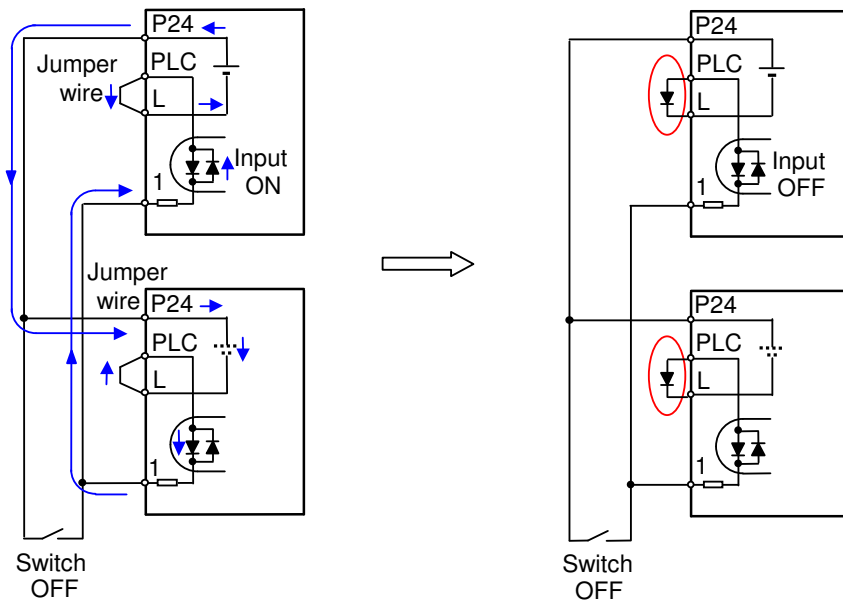 P24
Jumper
wire
PLC
L
Input
ON
1
Jumper
wire
P24
PLC
L
1
Switch
OFF
P24
PLC
L
Input
OFF
1
P24
PLC
L
1
Switch
OFF